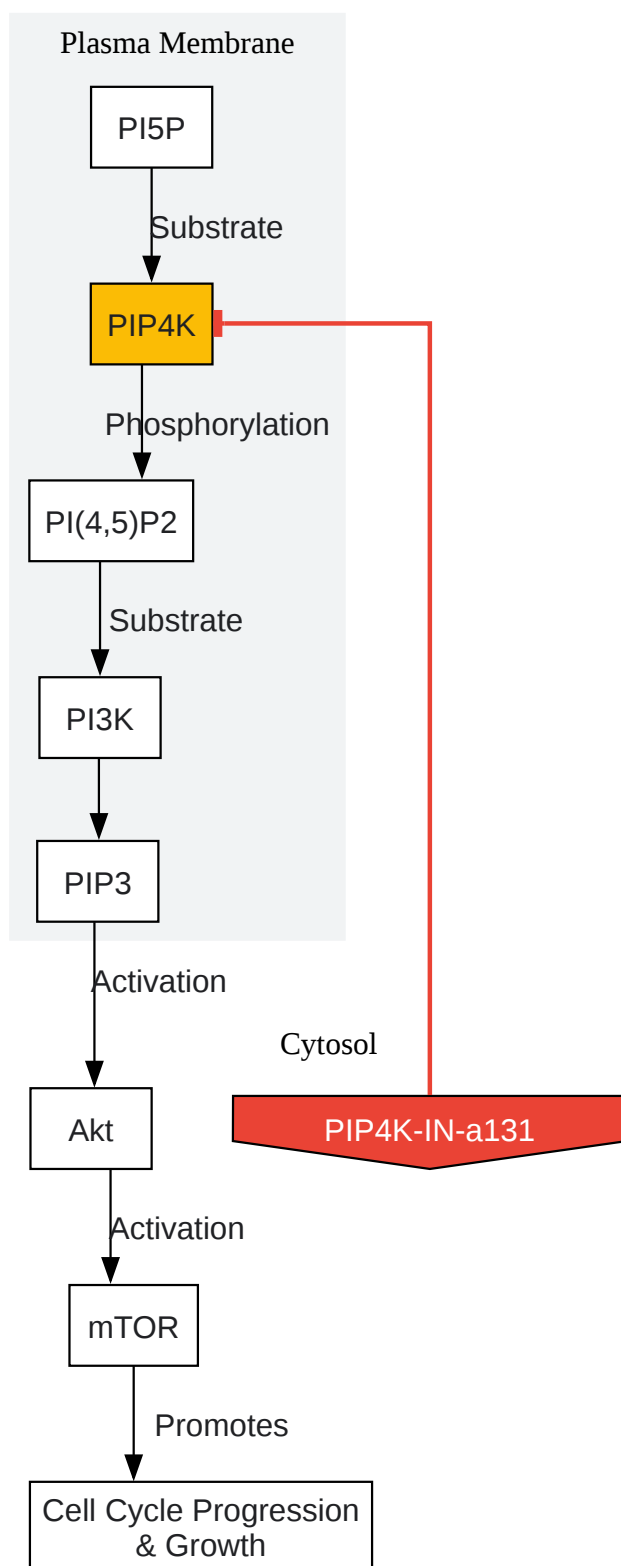 Plasma Membrane
PI5P
Substrate
PIP4K
Phosphorylation
PI(4,5)P2
Substrate
PI3K
PIP3
Activation
Cytosol
Akt
PIP4K-IN-a131
Activation
mTOR
Promotes
Cell Cycle Progression
& Growth